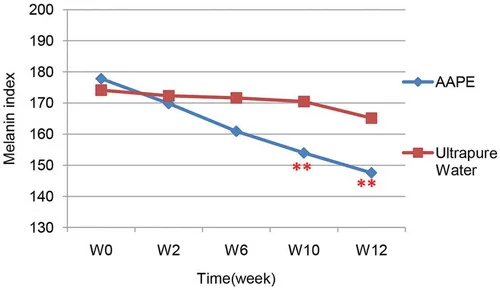 200
190
180
170
160
150
140
130
Melanin index
W0 W2 W6 W10 W12
Time(week)
**
**
AAPE
Ultrapure
Water